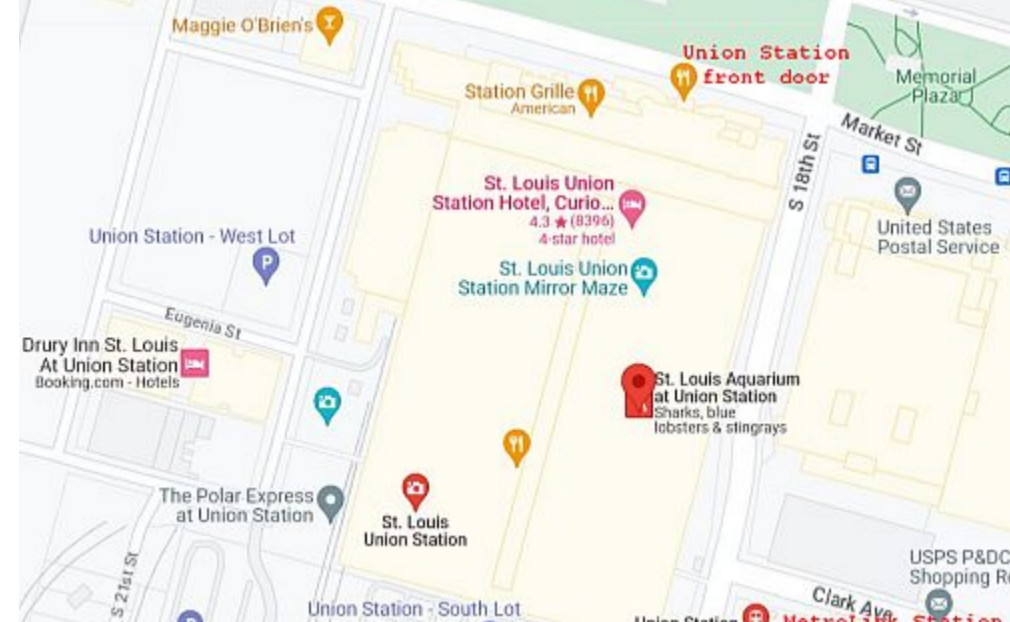 Maggie O'Brien's
Union Station
front door
Station Grille
American
Memorial
Plaza
Market St
S 18th St
St. Louis Union
Station Hotel, Curio...
4.3 ★ (8396)
4-star hotel
United States
Postal Service
Union Station - West Lot
P
St. Louis Union
Station Mirror Maze
Eugenia St
Drury Inn St. Louis
At Union Station
Booking.com - Hotels
St. Louis Aquarium
at Union Station
Sharks, blue
lobsters & stingrays
The Polar Express
at Union Station
St. Louis
Union Station
S 21st St
USPS P&DC
Shopping
Clark Ave
Union Station - South Lot
Union Station
MetroLink Station